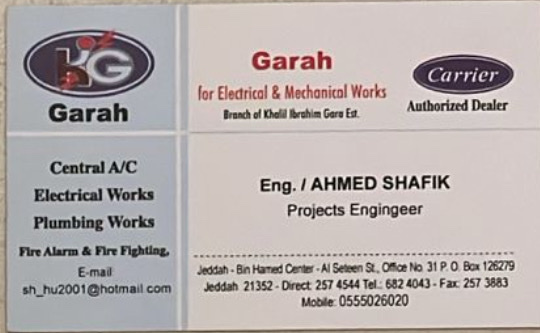 KG
Garah
Central A/C
Electrical Works
Plumbing Works
Fire Alarm & Fire Fighting,
E-mail
sh_hu2001@hotmail.com
Garah
for Electrical & Mechanical Works
Branch of Khalil Ibrahim Gara Est.
Carrier
Authorized Dealer
Eng. / AHMED SHAFIK
Projects Engingeer
Jeddah - Bin Hamed Center - Al Seteen St., Office No. 31 P. O. Box 126279
Jeddah 21352 - Direct: 257 4544 Tel.: 682 4043 - Fax: 257 3883
Mobile: 0555026020